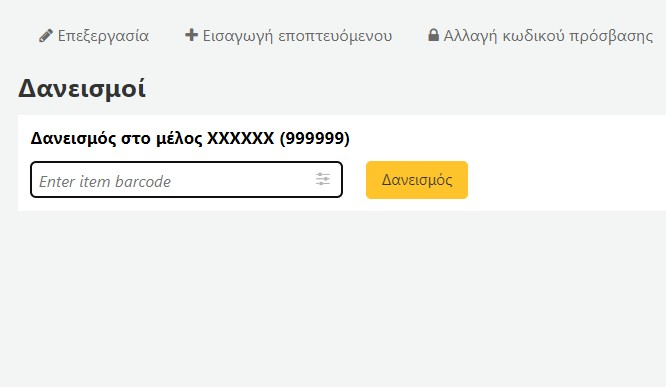 Επεξεργασία Εισαγωγή εποπτευόμενου Αλλαγή κωδικού πρόσβασης
Δανεισμοί
Δανεισμός στο μέλος XXXXXX (999999)
Enter item barcode Δανεισμός